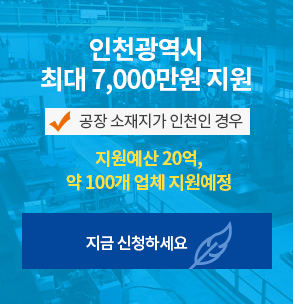 인천광역시
최대 7,000만원 지원
공장 소재지가 인천인 경우
지원예산 20억,
약 100개 업체 지원예정
지금 신청하세요